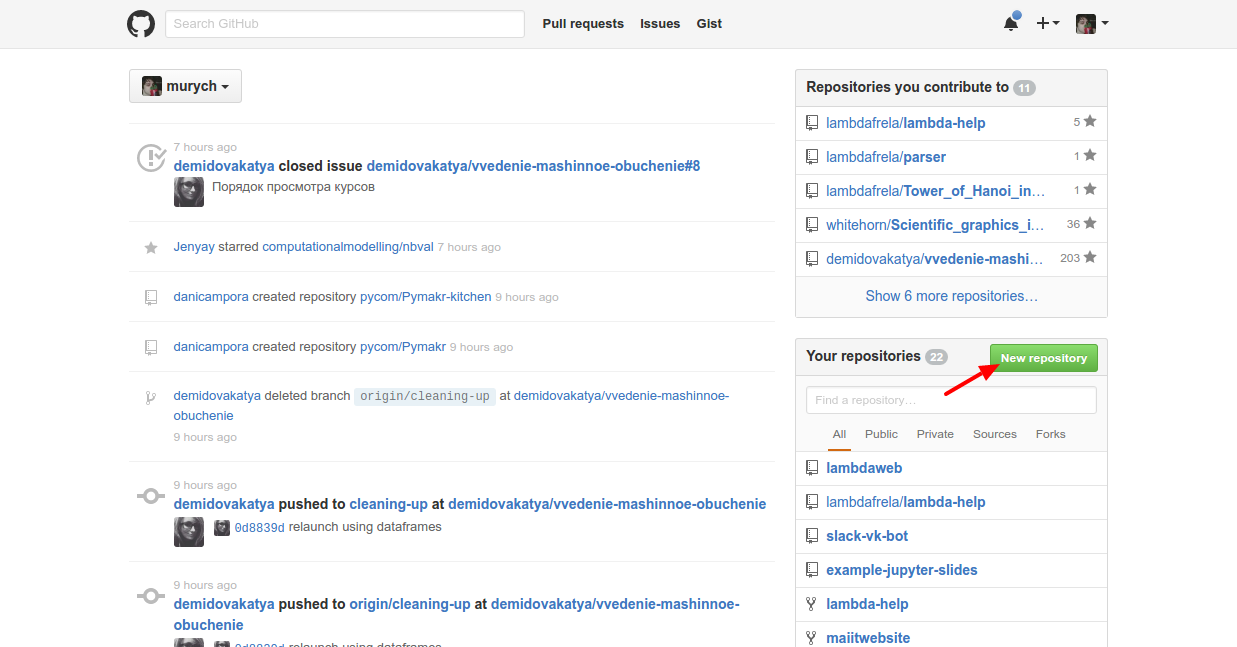 Search GitHub
Pull requests Issues Gist
murych
7 hours ago
demidovakatya closed issue demidovakatya/vvedenie-mashinnoe-obuchenie#8
Порядок просмотра курсов
Jenyay starred computationalmodelling/nbval 7 hours ago
danicampora created repository pycom/Pymakr-kitchen 9 hours ago
danicampora created repository pycom/Pymakr 9 hours ago
demidovakatya deleted branch origin/cleaning-up at demidovakatya/vvedenie-mashinnoe-
obuchenie
9 hours ago
9 hours ago
demidovakatya pushed to cleaning-up at demidovakatya/vvedenie-mashinnoe-obuchenie
0d8839d relaunch using dataframes
9 hours ago
demidovakatya pushed to origin/cleaning-up at demidovakatya/vvedenie-mashinnoe-
obuchenie
0d8839d relaunch using dataframes
Repositories you contribute to 11
lambdafrela/lambda-help 5
lambdafrela/parser 1
lambdafrela/Tower_of_Hanoi_in… 1
whitehorn/Scientific_graphics_i… 36
demidovakatya/vvedenie-mashi… 203
Show 6 more repositories…
Your repositories 22
New repository
Find a repository…
All Public Private Sources Forks
lambdaweb
lambdafrela/lambda-help
slack-vk-bot
example-jupyter-slides
lambda-help
maiitwebsite